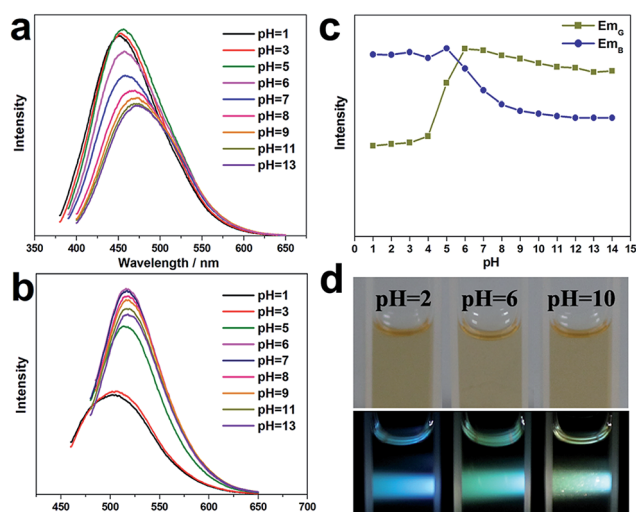 a
Intensity
pH=1
pH=3
pH=5
pH=6
pH=7
pH=8
pH=9
pH=11
pH=13
350 400 450 500 550 600 650 700
Wavelength / nm
b
Intensity
pH=1
pH=3
pH=5
pH=6
pH=7
pH=8
pH=9
pH=11
pH=13
450 500 550 600 650 700
c
Intensity
Em_G
Em_B
0 1 2 3 4 5 6 7 8 9 10 11 12 13 14 15
pH
d
pH=2 pH=6 pH=10